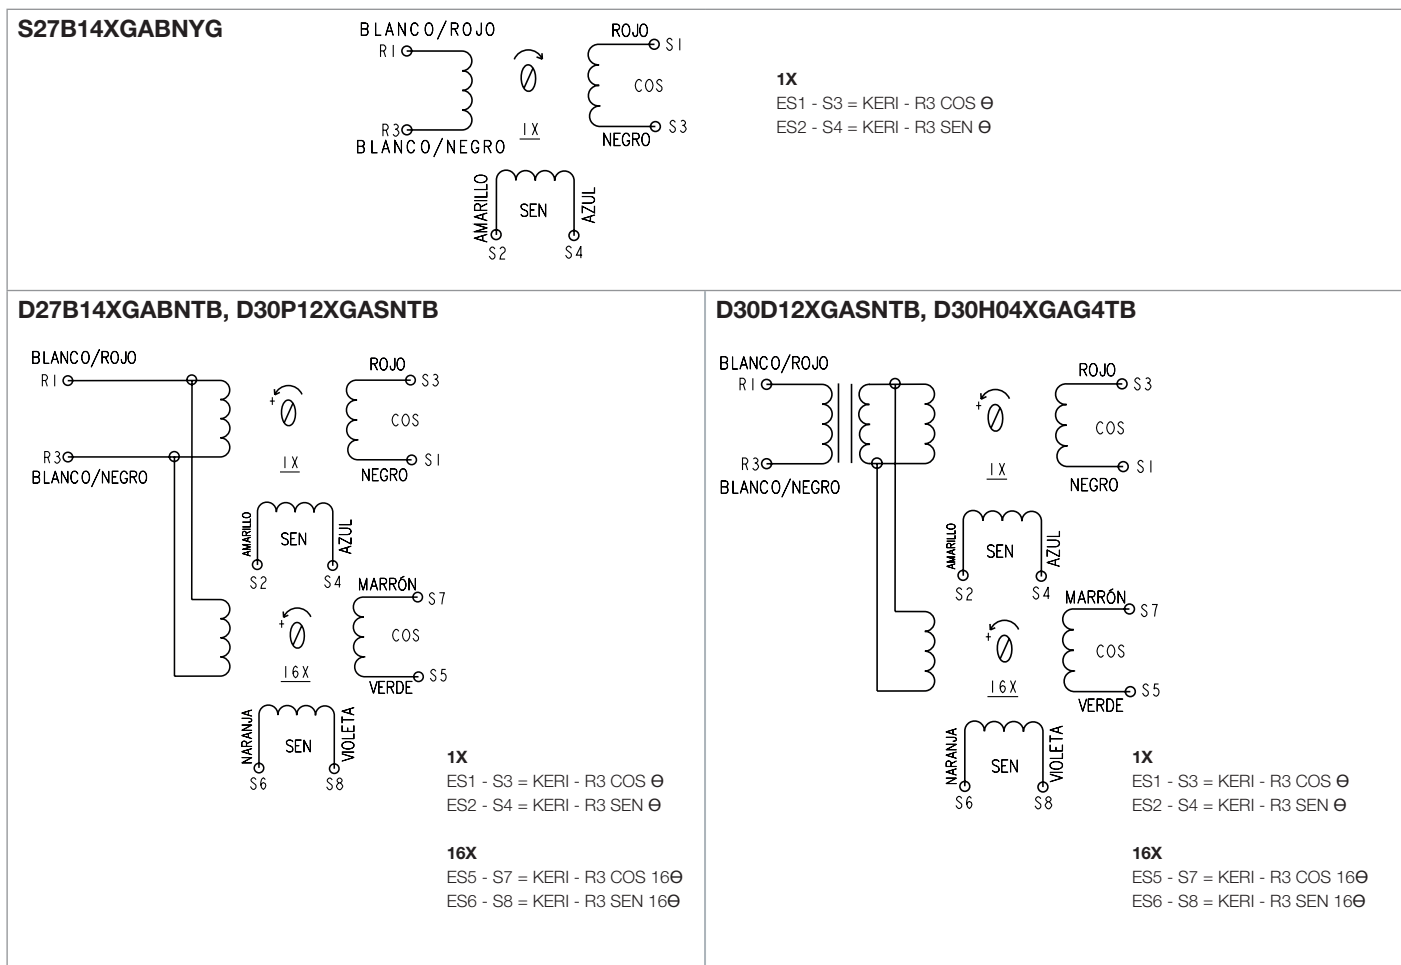 S27B14XGABNYG
BLANCO/ROJO
R1
R3
BLANCO/NEGRO
1X
ROJO
S1
COS
S3
NEGRO
AMARILLO
SEN
AZUL
S2
S4
1X
ES1 - S3 = KERI - R3 COS Ɵ
ES2 - S4 = KERI - R3 SEN Ɵ
D27B14XGABNTB, D30P12XGASNTB
BLANCO/ROJO
R1
R3
BLANCO/NEGRO
+
1X
ROJO
S3
COS
S1
NEGRO
AMARILLO
SEN
AZUL
S2
S4
+
16X
MARRÓN
S7
COS
S5
VERDE
NARANJA
SEN
VIOLETA
S6
S8
1X
ES1 - S3 = KERI - R3 COS Ɵ
ES2 - S4 = KERI - R3 SEN Ɵ
16X
ES5 - S7 = KERI - R3 COS 16Ɵ
ES6 - S8 = KERI - R3 SEN 16Ɵ
D30D12XGASNTB, D30H04XGAG4TB
BLANCO/ROJO
R1
R3
BLANCO/NEGRO
+
1X
ROJO
S3
COS
S1
NEGRO
AMARILLO
SEN
AZUL
S2
S4
+
16X
MARRÓN
S7
COS
S5
VERDE
NARANJA
SEN
VIOLETA
S6
S8
1X
ES1 - S3 = KERI - R3 COS Ɵ
ES2 - S4 = KERI - R3 SEN Ɵ
16X
ES5 - S7 = KERI - R3 COS 16Ɵ
ES6 - S8 = KERI - R3 SEN 16Ɵ